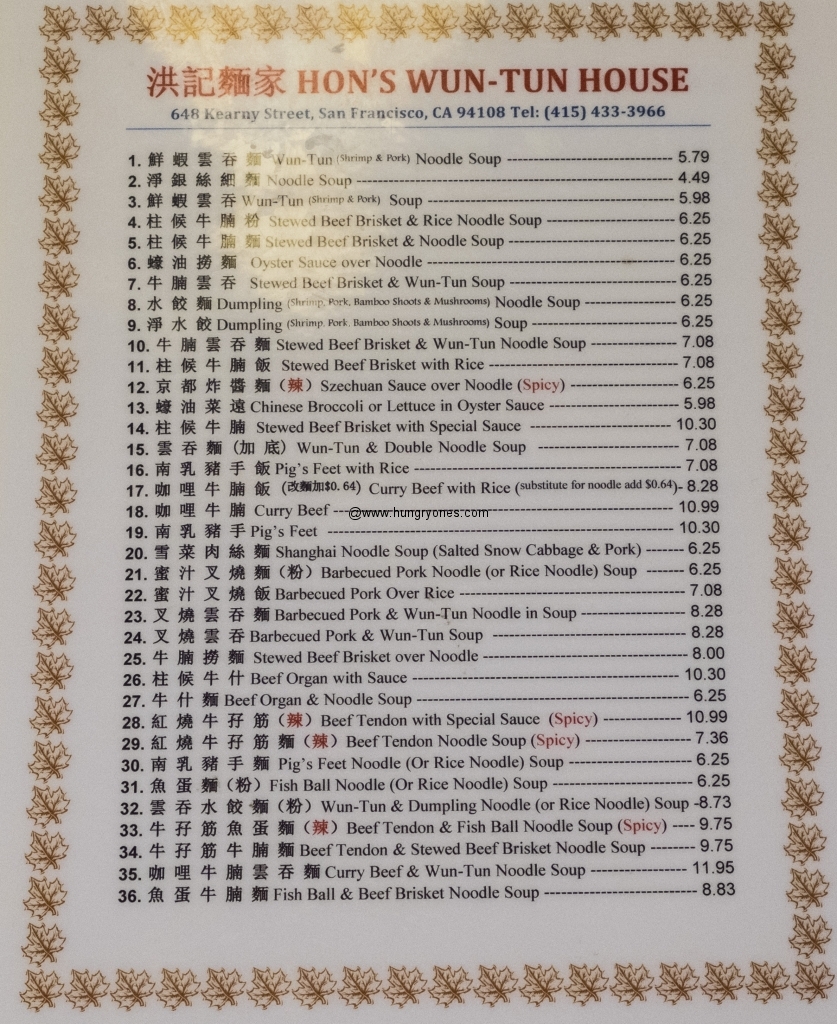 洪記麵家 HON'S WUN-TUN HOUSE
648 Kearny Street, San Francisco, CA 94108 Tel: (415) 433-3966
1. 鮮 蝦 雲 吞 麵 Wun-Tun (Shrimp & Pork) Noodle Soup -------------------------------- 5.79
2. 淨 銀 絲 細 麵 Noodle Soup -------------------------------------------------------------- 4.49
3. 鮮 蝦 雲 吞 Wun-Tun (Shrimp & Pork) Soup ----------------------------------------------- 5.98
4. 柱 候 牛 腩 粉 Stewed Beef Brisket & Rice Noodle Soup -------------------------- 6.25
5. 柱 候 牛 腩 麵 Stewed Beef Brisket & Noodle Soup --------------------------------- 6.25
6. 蠔 油 撈 麵 Oyster Sauce over Noodle ------------------------------------------------- 6.25
7. 牛 腩 雲 吞 Stewed Beef Brisket & Wun-Tun Soup --------------------------------- 6.25
8. 水 餃 麵 Dumpling (Shrimp, Pork, Bamboo Shoots & Mushrooms) Noodle Soup ------------------ 6.25
9. 淨 水 餃 Dumpling (Shrimp, Pork, Bamboo Shoots & Mushrooms) Soup ---------------------------- 6.25
10. 牛 腩 雲 吞 麵 Stewed Beef Brisket & Wun-Tun Noodle Soup ----------------- 7.08
11. 柱 候 牛 腩 飯 Stewed Beef Brisket with Rice -------------------------------------- 7.08
12. 京 都 炸 醬 麵 (辣) Szechuan Sauce over Noodle (Spicy) ---------------------- 6.25
13. 蠔 油 菜 遠 Chinese Broccoli or Lettuce in Oyster Sauce -------------------------- 5.98
14. 柱 候 牛 腩 Stewed Beef Brisket with Special Sauce ---------------------------- 10.30
15. 雲 吞 麵 (加 底) Wun-Tun & Double Noodle Soup --------------------------- 7.08
16. 南 乳 豬 手 飯 Pig's Feet with Rice --------------------------------------------------- 7.08
17. 咖 哩 牛 腩 飯 (改麵加$0.64) Curry Beef with Rice (substitute for noodle add $0.64)- 8.28
18. 咖 哩 牛 腩 Curry Beef ----------------------------------------------------------------- 10.99
@www.hungryones.com
19. 南 乳 豬 手 Pig's Feet ------------------------------------------------------------------- 10.30
20. 雪 菜 肉 絲 麵 Shanghai Noodle Soup (Salted Snow Cabbage & Pork) ------- 6.25
21. 蜜 汁 叉 燒 麵 (粉) Barbecued Pork Noodle (or Rice Noodle) Soup ------- 6.25
22. 蜜 汁 叉 燒 飯 Barbecued Pork Over Rice ------------------------------------------- 7.08
23. 叉 燒 雲 吞 麵 Barbecued Pork & Wun-Tun Noodle in Soup -------------------- 8.28
24. 叉 燒 雲 吞 Barbecued Pork & Wun-Tun Soup -------------------------------------- 8.28
25. 牛 腩 撈 麵 Stewed Beef Brisket over Noodle --------------------------------------- 8.00
26. 柱 候 牛 什 Beef Organ with Sauce -------------------------------------------------- 10.30
27. 牛 什 麵 Beef Organ & Noodle Soup ---------------------------------------------------- 6.25
28. 紅 燒 牛 孖 筋 (辣) Beef Tendon with Special Sauce (Spicy) --------------- 10.99
29. 紅 燒 牛 孖 筋 麵 (辣) Beef Tendon Noodle Soup (Spicy) -------------------- 7.36
30. 南 乳 豬 手 麵 Pig's Feet Noodle (Or Rice Noodle) Soup ------------------------ 6.25
31. 魚 蛋 麵 (粉) Fish Ball Noodle (Or Rice Noodle) Soup --------------------------- 6.25
32. 雲 吞 水 餃 麵 (粉) Wun-Tun & Dumpling Noodle (or Rice Noodle) Soup -8.73
33. 牛 孖 筋 魚 蛋 麵 (辣) Beef Tendon & Fish Ball Noodle Soup (Spicy) ---- 9.75
34. 牛 孖 筋 牛 腩 麵 Beef Tendon & Stewed Beef Brisket Noodle Soup --------- 9.75
35. 咖 哩 牛 腩 雲 吞 麵 Curry Beef & Wun-Tun Noodle Soup ------------------- 11.95
36. 魚 蛋 牛 腩 麵 Fish Ball & Beef Brisket Noodle Soup ----------------------------- 8.83